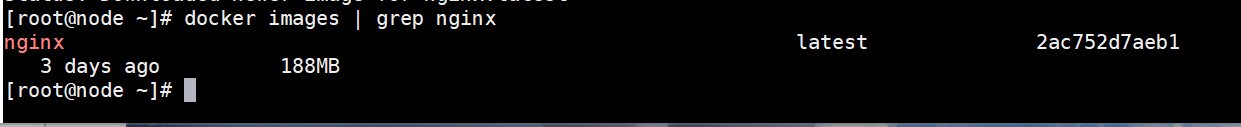 [root@node ~]# docker images | grep nginx
nginx latest 2ac752d7aeb1
3 days ago 188MB
[root@node ~]#